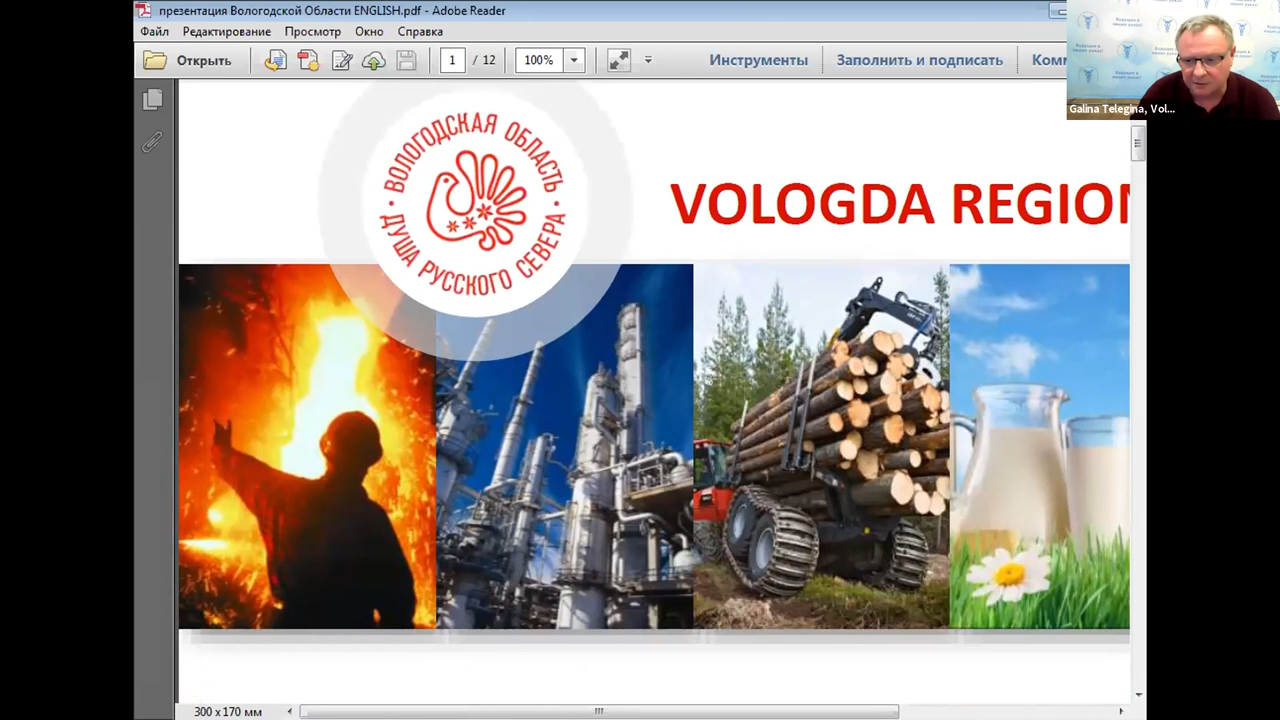 презентация Вологодской Области ENGLISH.pdf - Adobe Reader
Файл Редактирование Просмотр Окно Справка
Открыть 1 / 12 100% Инструменты Заполнить и подписать
Galina Telegina, Vol...
ВОЛОГОДСКАЯ ОБЛАСТЬ
ДУША РУССКОГО СЕВЕРА
VOLOGDA REGION
300 x 170 мм